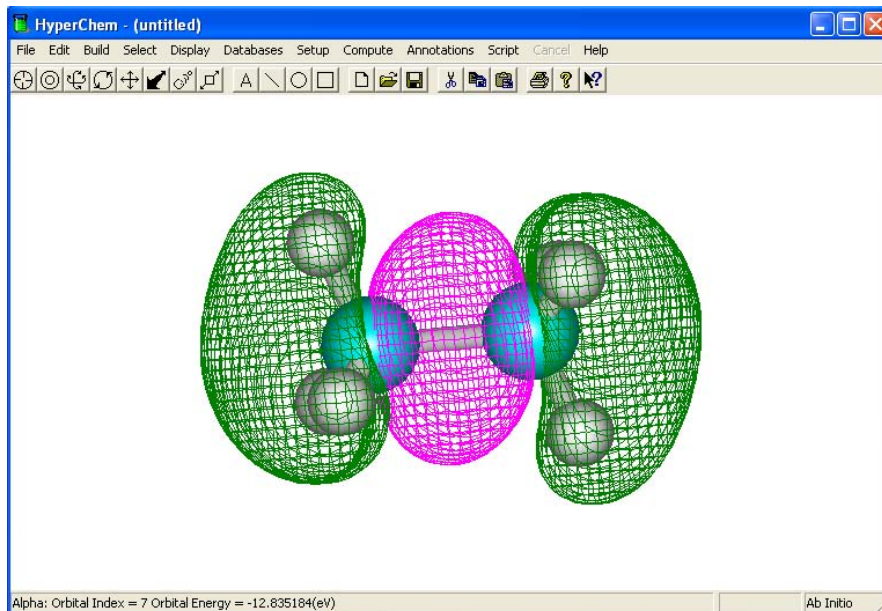 HyperChem - (untitled)
File Edit Build Select Display Databases Setup Compute Annotations Script Cancel Help
A
Alpha: Orbital Index = 7 Orbital Energy = -12.835184(eV)
Ab Initio